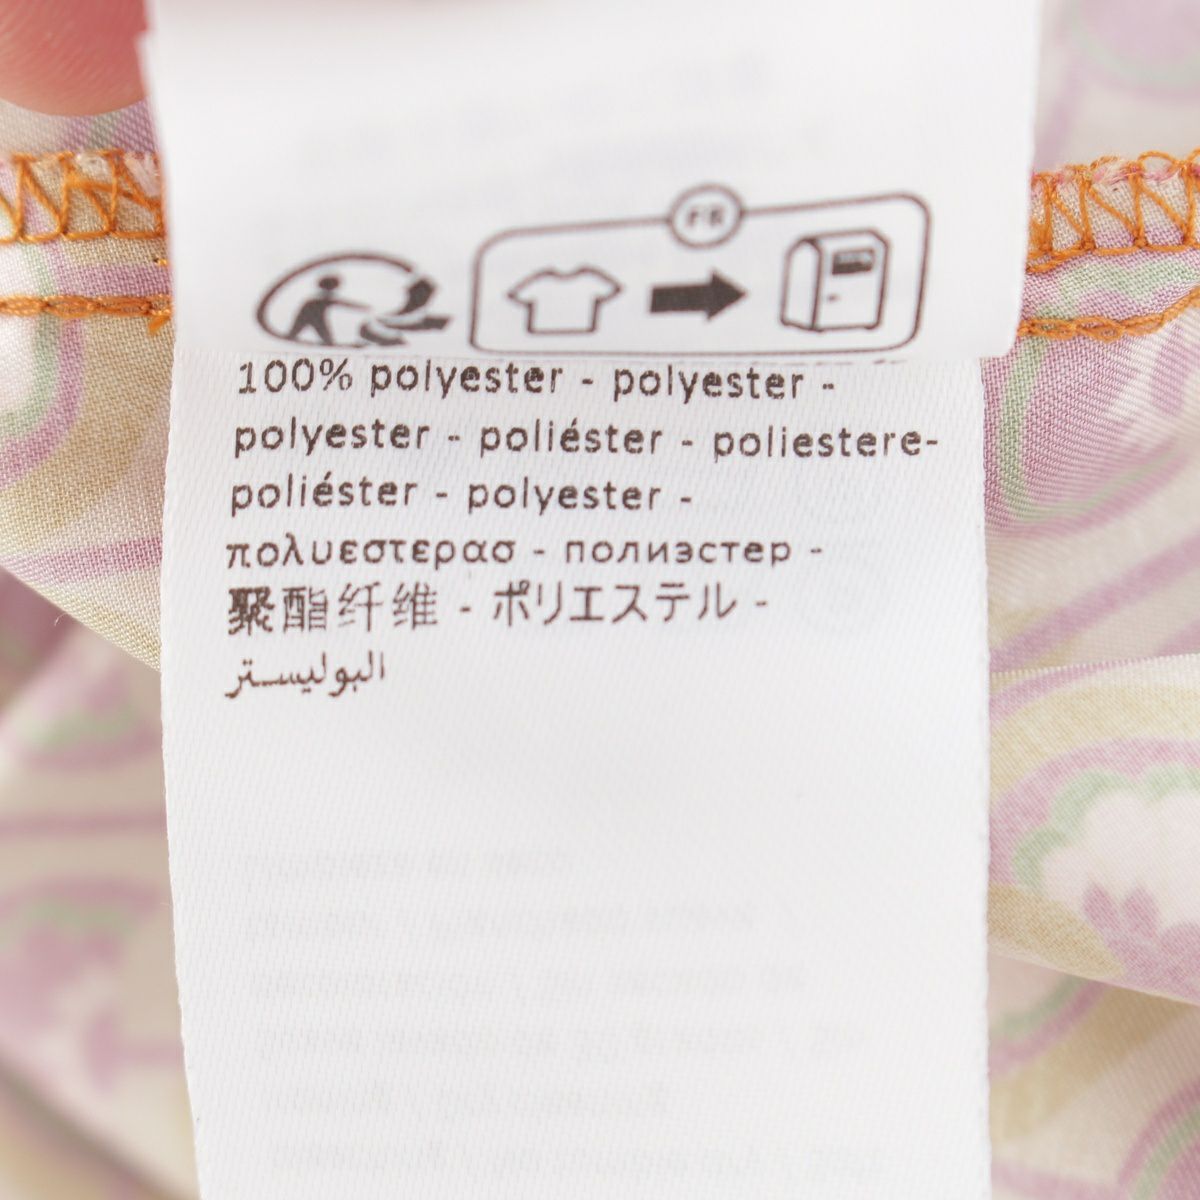 FR
100% polyester - polyester -
polyester - poliéster - poliestere-
poliéster - polyester -
πολυεστερασ - полиэстер -
聚酯纤维 - ポリエステル -
البوليستر